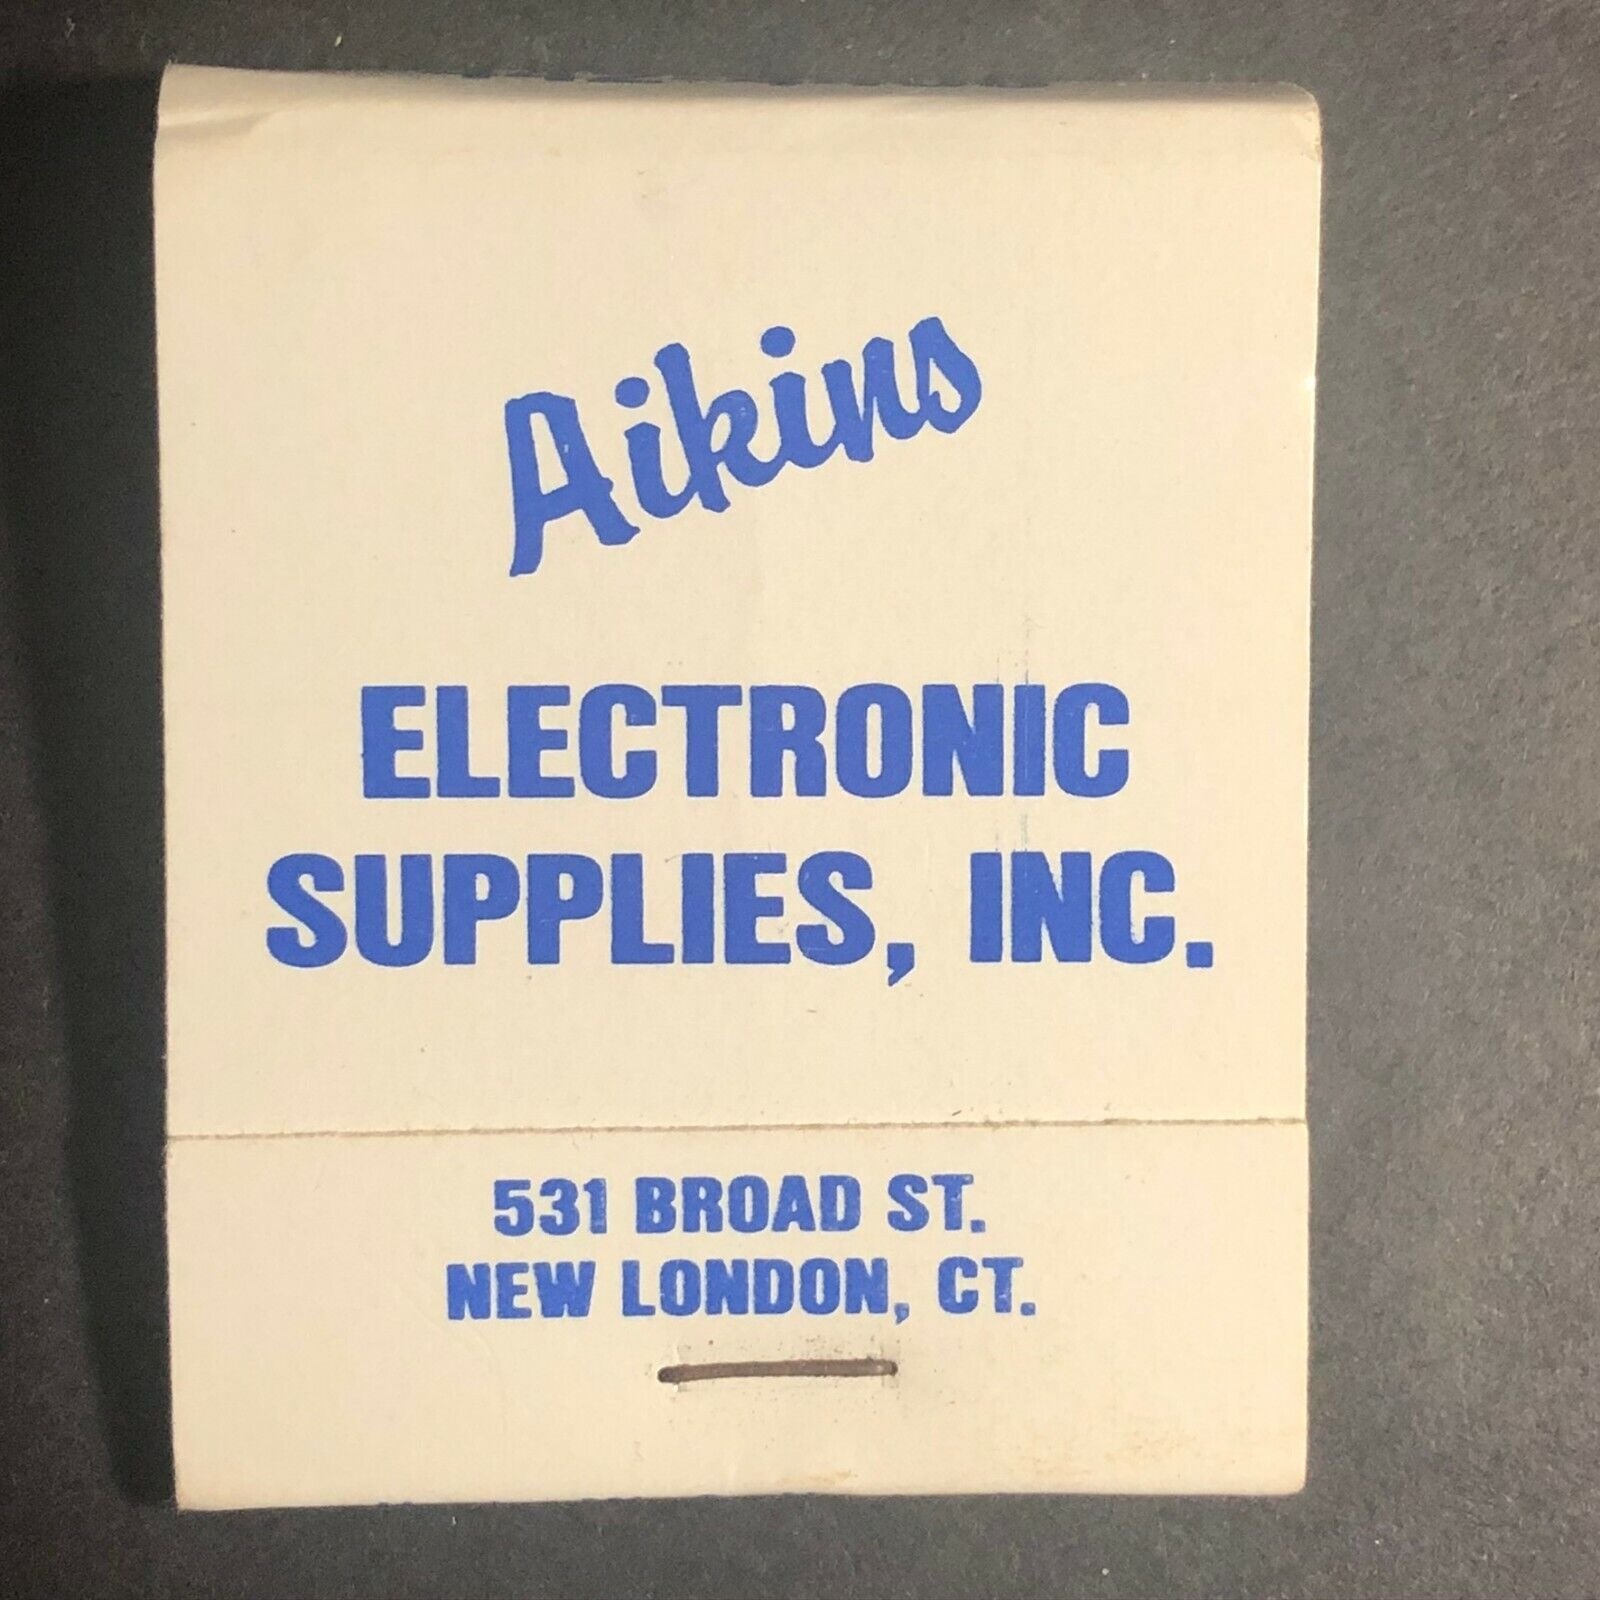 Aikins
ELECTRONIC
SUPPLIES, INC.
531 BROAD ST.
NEW LONDON, CT.